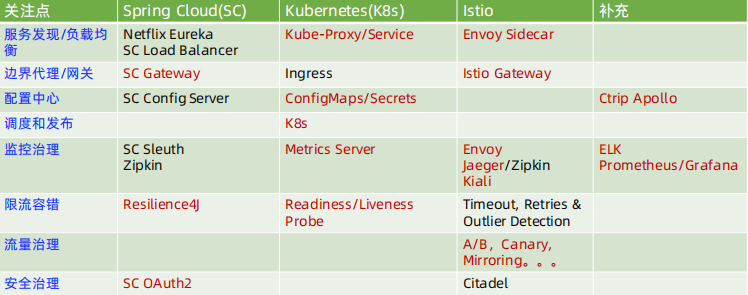 关注点 Spring Cloud(SC) Kubernetes(K8s) Istio 补充
服务发现/负载均 Netflix Eureka Kube-Proxy/Service Envoy Sidecar
衡 SC Load Balancer
边界代理/网关 SC Gateway Ingress Istio Gateway
配置中心 SC Config Server ConfigMaps/Secrets Ctrip Apollo
调度和发布 K8s
监控治理 SC Sleuth Metrics Server Envoy ELK
Zipkin Jaeger/Zipkin Prometheus/Grafana
Kiali
限流容错 Resilience4J Readiness/Liveness Timeout, Retries &
Probe Outlier Detection
流量治理 A/B，Canary,
Mirroring。。。
安全治理 SC OAuth2 Citadel